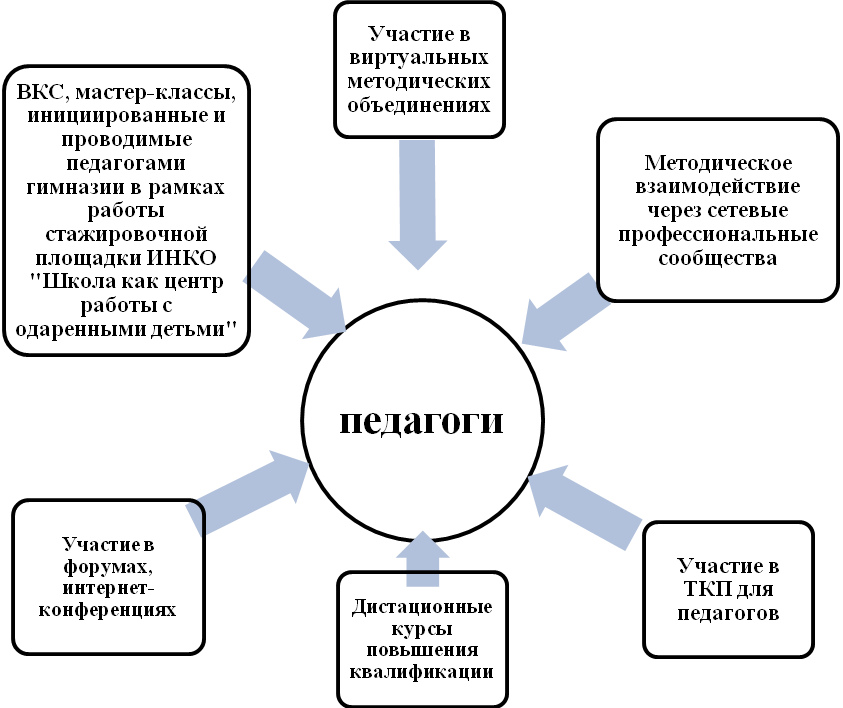 Участие в
виртуальных
методических
объединениях
ВКС, мастер-классы,
инициированные и
проводимые
педагогами
гимназии в рамках
работы
стажировочной
площадки ИНКО
"Школа как центр
работы с
одаренными детьми"
Методическое
взаимодействие
через сетевые
профессиональные
сообщества
педагоги
Участие в
форумах,
интернет-
конференциях
Дистационные
курсы
повышения
квалификации
Участие в
ТКП для
педагогов